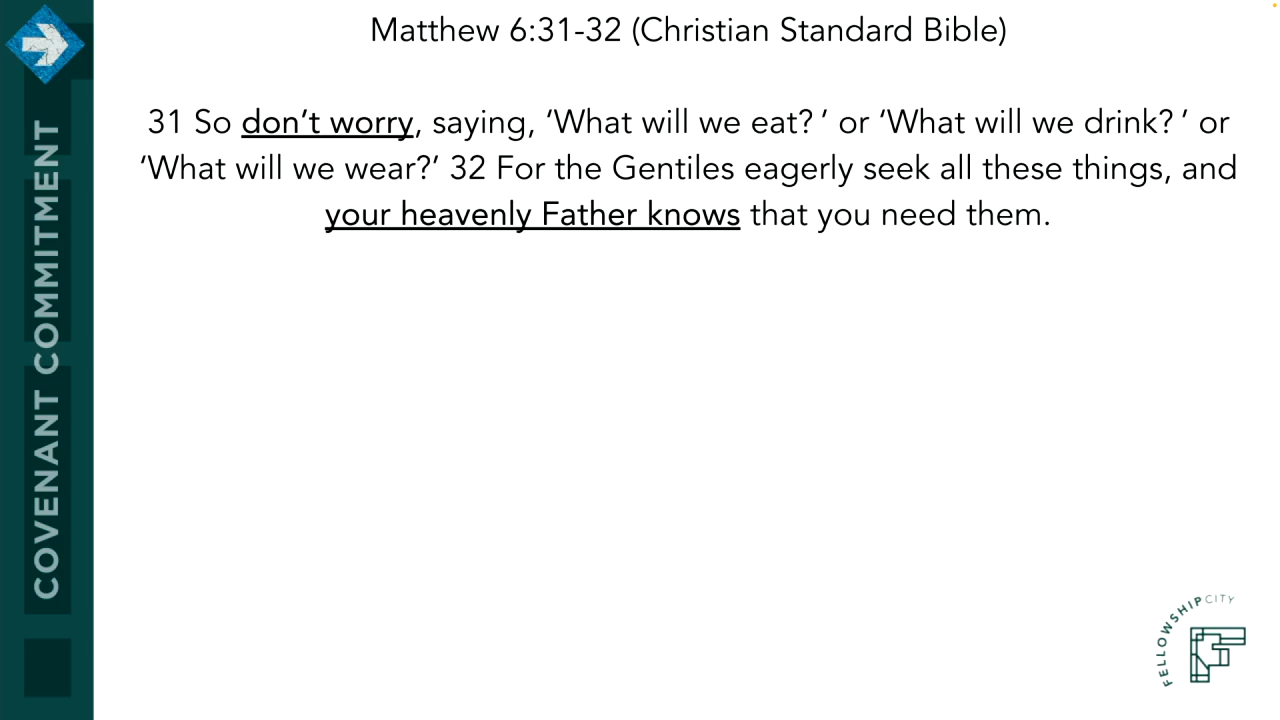 Matthew 6:31-32 (Christian Standard Bible)
31 So don’t worry, saying, ‘What will we eat? ’ or ‘What will we drink? ’ or
‘What will we wear?’ 32 For the Gentiles eagerly seek all these things, and
your heavenly Father knows that you need them.
COVENANT COMMITMENT
FELLOWSHIPCITY